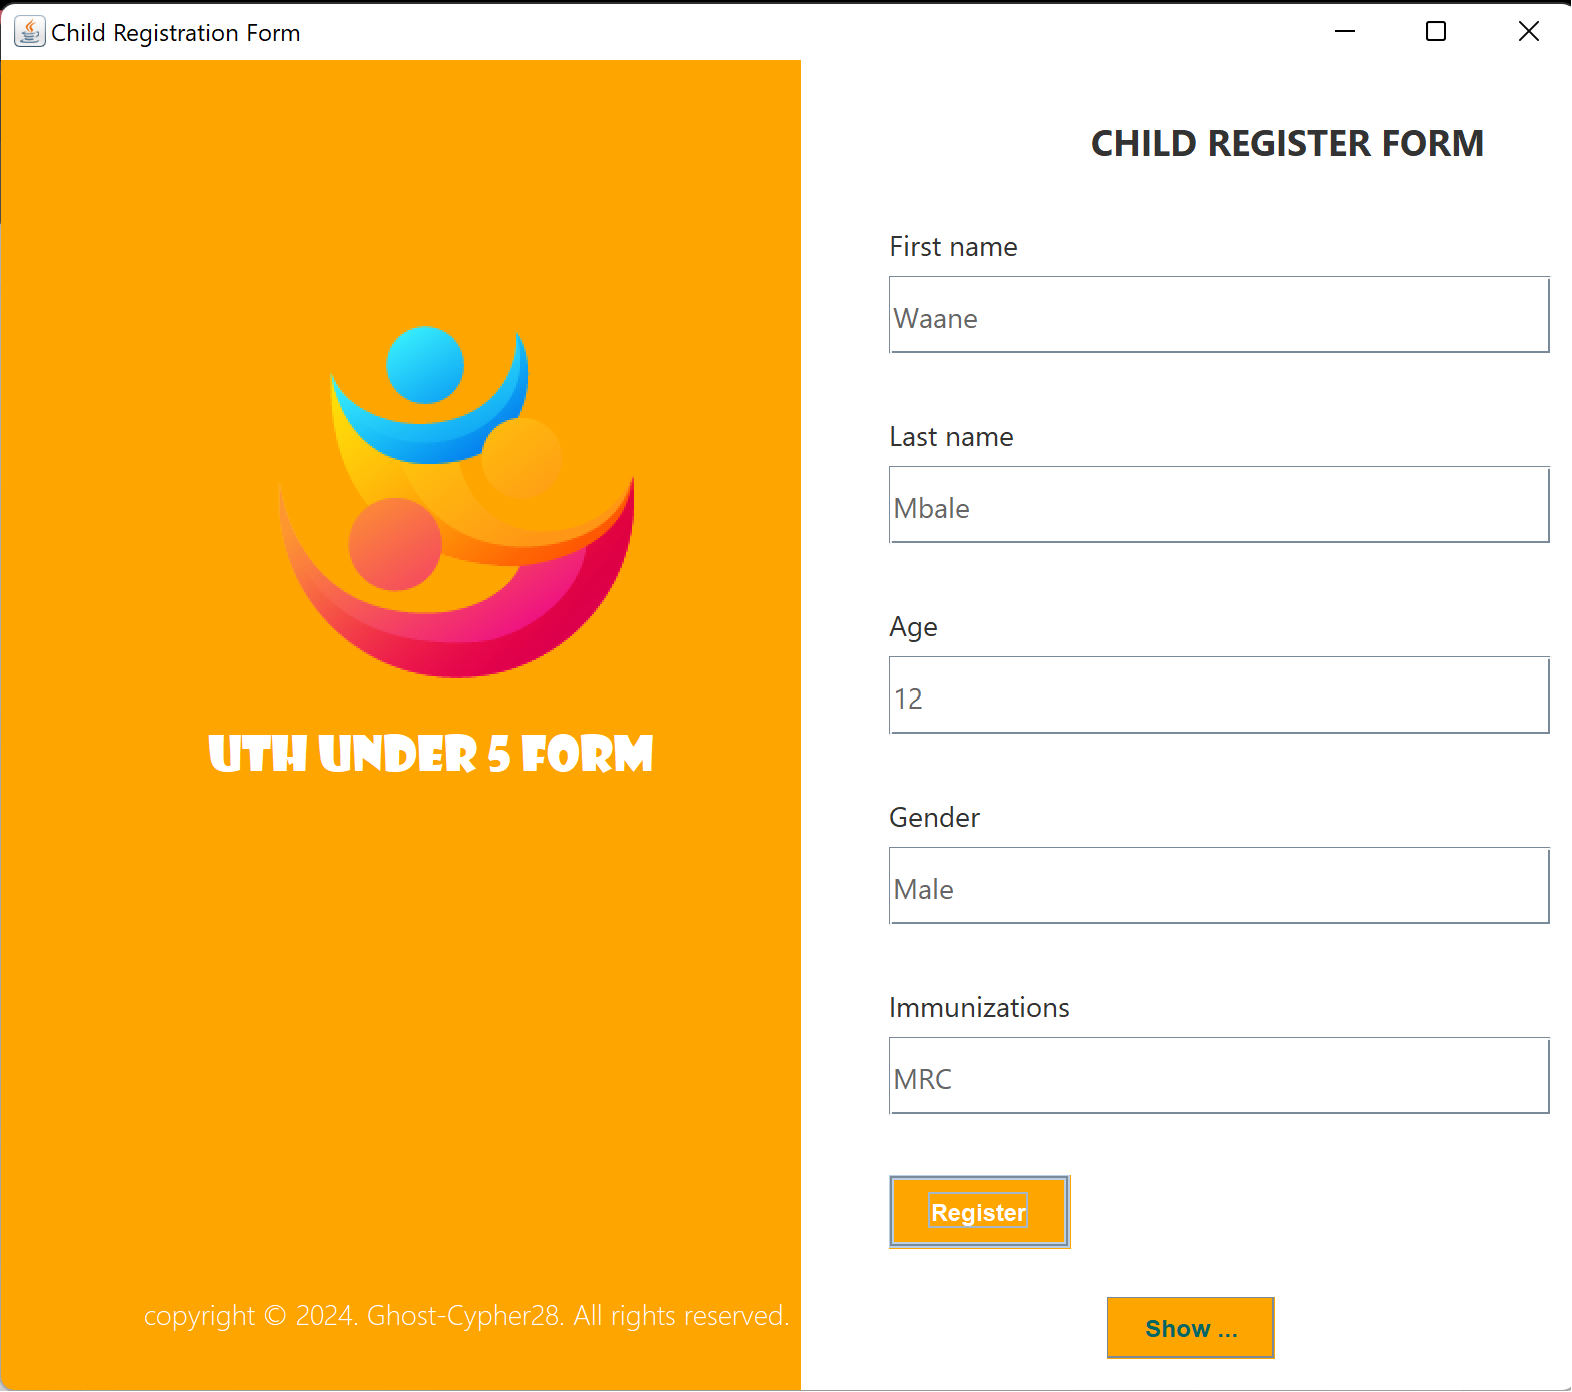 Child Registration Form
CHILD REGISTER FORM
First name
Waane
Last name
Mbale
Age
12
Gender
Male
Immunizations
MRC
Register
Show ...
UTH UNDER 5 FORM
copyright © 2024. Ghost-Cypher28. All rights reserved.